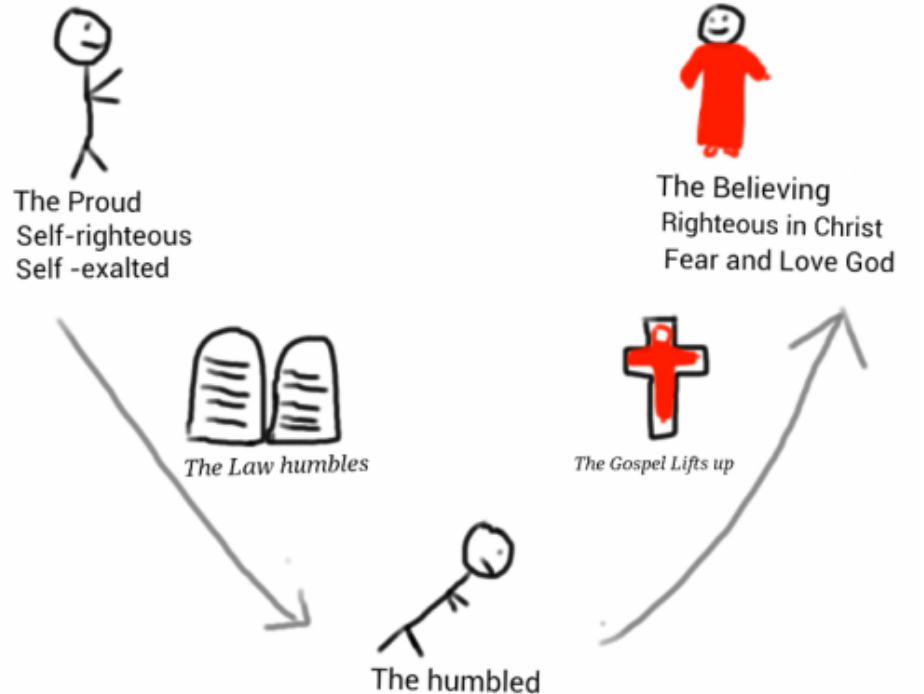 The Proud
Self-righteous
Self -exalted
The Believing
Righteous in Christ
Fear and Love God
The Law humbles
The Gospel Lifts up
The humbled